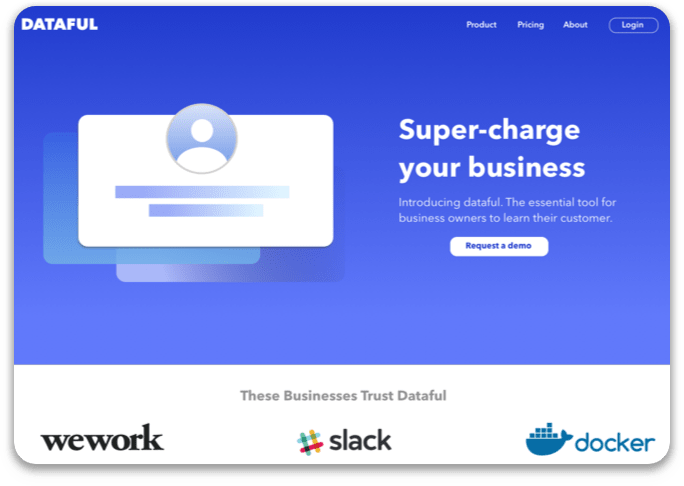 DATAFUL
Product Pricing About Login
Super-charge
your business
Introducing dataful. The essential tool for
business owners to learn their customer.
Request a demo
These Businesses Trust Dataful
wework slack docker